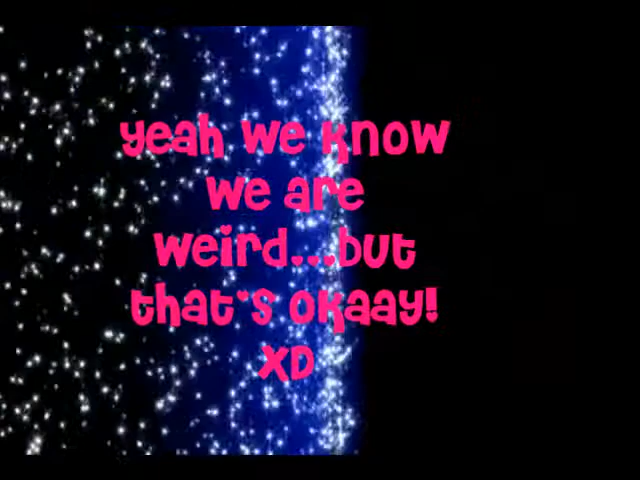 yeah we know
we are
weird...but
that's okaay!
XD